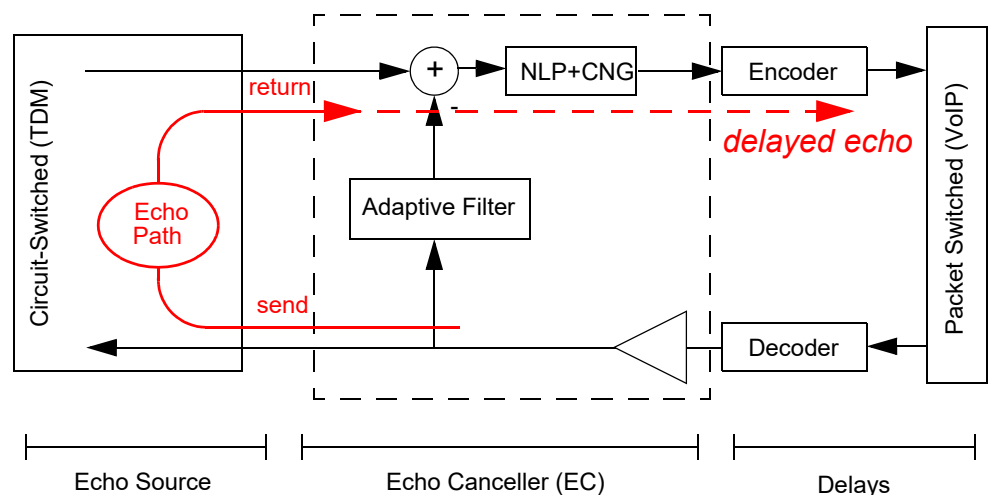 Circuit-Switched (TDM)
return
+
-
NLP+CNG
Encoder
delayed echo
Packet Switched (VoIP)
Adaptive Filter
Echo
Path
send
Decoder
Echo Source
Echo Canceller (EC)
Delays